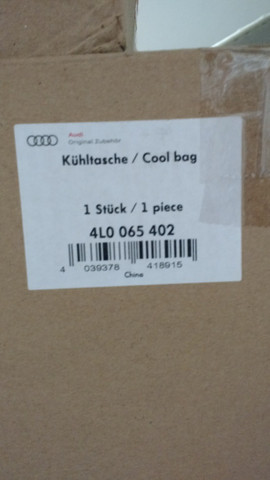 Audi
Original Zubehör
Kühltasche / Cool bag
1 Stück / 1 piece
4L0 065 402
4 039378 418915
China